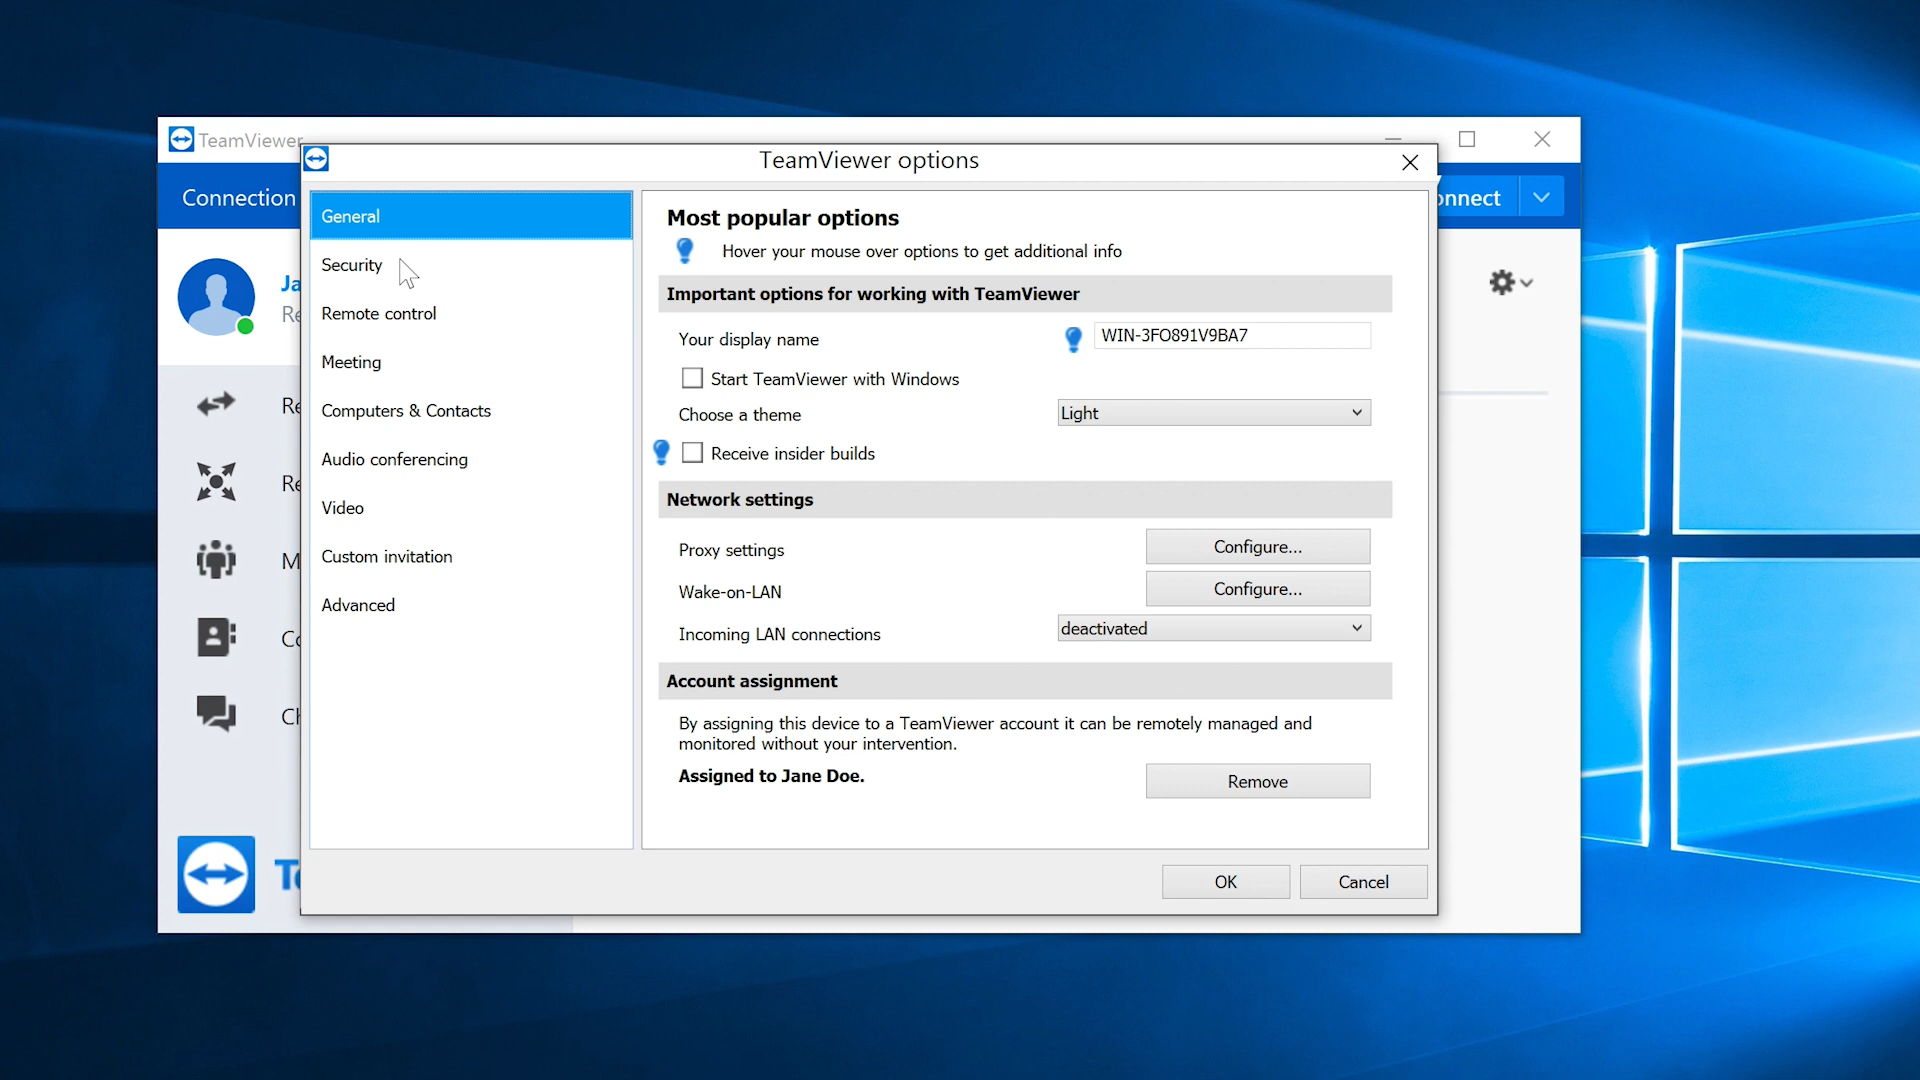 TeamViewer
TeamViewer options
Connection
General
Security
Remote control
Meeting
Computers & Contacts
Audio conferencing
Video
Custom invitation
Advanced
Most popular options
Hover your mouse over options to get additional info
Important options for working with TeamViewer
Your display name
WIN-3FO891V9BA7
Start TeamViewer with Windows
Choose a theme
Light
Receive insider builds
Network settings
Proxy settings
Configure...
Wake-on-LAN
Configure...
Incoming LAN connections
deactivated
Account assignment
By assigning this device to a TeamViewer account it can be remotely managed and
monitored without your intervention.
Assigned to Jane Doe.
Remove
OK
Cancel